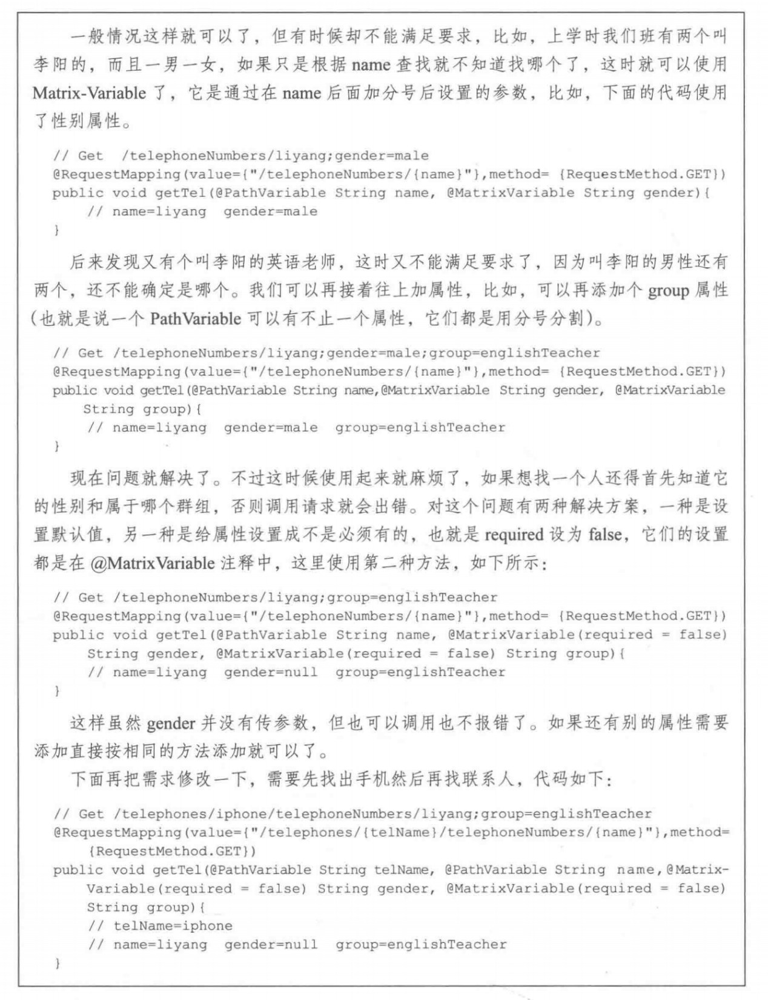 一般情况这样就可以了，但有时候却不能满足要求，比如，上学时我们班有两个叫
李阳的，而且一男一女，如果只是根据 name 查找就不知道找哪个了，这时就可以使用
Matrix-Variable 了，它是通过在 name 后面加分号后设置的参数，比如，下面的代码使用
了性别属性。
// Get  /telephoneNumbers/liyang;gender=male
@RequestMapping(value={"/telephoneNumbers/{name}"},method= {RequestMethod.GET})
public void getTel(@PathVariable String name, @MatrixVariable String gender){
// name=liyang  gender=male
}
后来发现又有个叫李阳的英语老师，这时又不能满足要求了，因为叫李阳的男性还有
两个，还不能确定是哪个。我们可以再接着往上加属性，比如，可以再添加个 group 属性
（也就是说一个 PathVariable 可以有不止一个属性，它们都是用分号分割）。
// Get /telephoneNumbers/liyang;gender=male;group=englishTeacher
@RequestMapping(value={"/telephoneNumbers/{name}"},method= {RequestMethod.GET})
public void getTel(@PathVariable String name,@MatrixVariable String gender, @MatrixVariable
String group){
// name=liyang  gender=male  group=englishTeacher
}
现在问题就解决了。不过这时候使用起来就麻烦了，如果想找一个人还得首先知道它
的性别和属于哪个群组，否则调用请求就会出错。对这个问题有两种解决方案，一种是设
置默认值，另一种是给属性设置成不是必须有的，也就是 required 设为 false，它们的设置
都是在 @MatrixVariable 注释中，这里使用第二种方法，如下所示：
// Get /telephoneNumbers/liyang;group=englishTeacher
@RequestMapping(value={"/telephoneNumbers/{name}"},method= {RequestMethod.GET})
public void getTel(@PathVariable String name, @MatrixVariable(required = false)
String gender, @MatrixVariable(required = false) String group){
// name=liyang  gender=null  group=englishTeacher
}
这样虽然 gender 并没有传参数，但也可以调用也不报错了。如果还有别的属性需要
添加直接按相同的方法添加就可以了。
下面再把需求修改一下，需要先找出手机然后再找联系人，代码如下：
// Get /telephones/iphone/telephoneNumbers/liyang;group=englishTeacher
@RequestMapping(value={"/telephones/{telName}/telephoneNumbers/{name}"},method=
{RequestMethod.GET})
public void getTel(@PathVariable String telName, @PathVariable String name,@Matrix-
Variable(required = false) String gender, @MatrixVariable(required = false)
String group){
// telName=iphone
// name=liyang  gender=null  group=englishTeacher
}